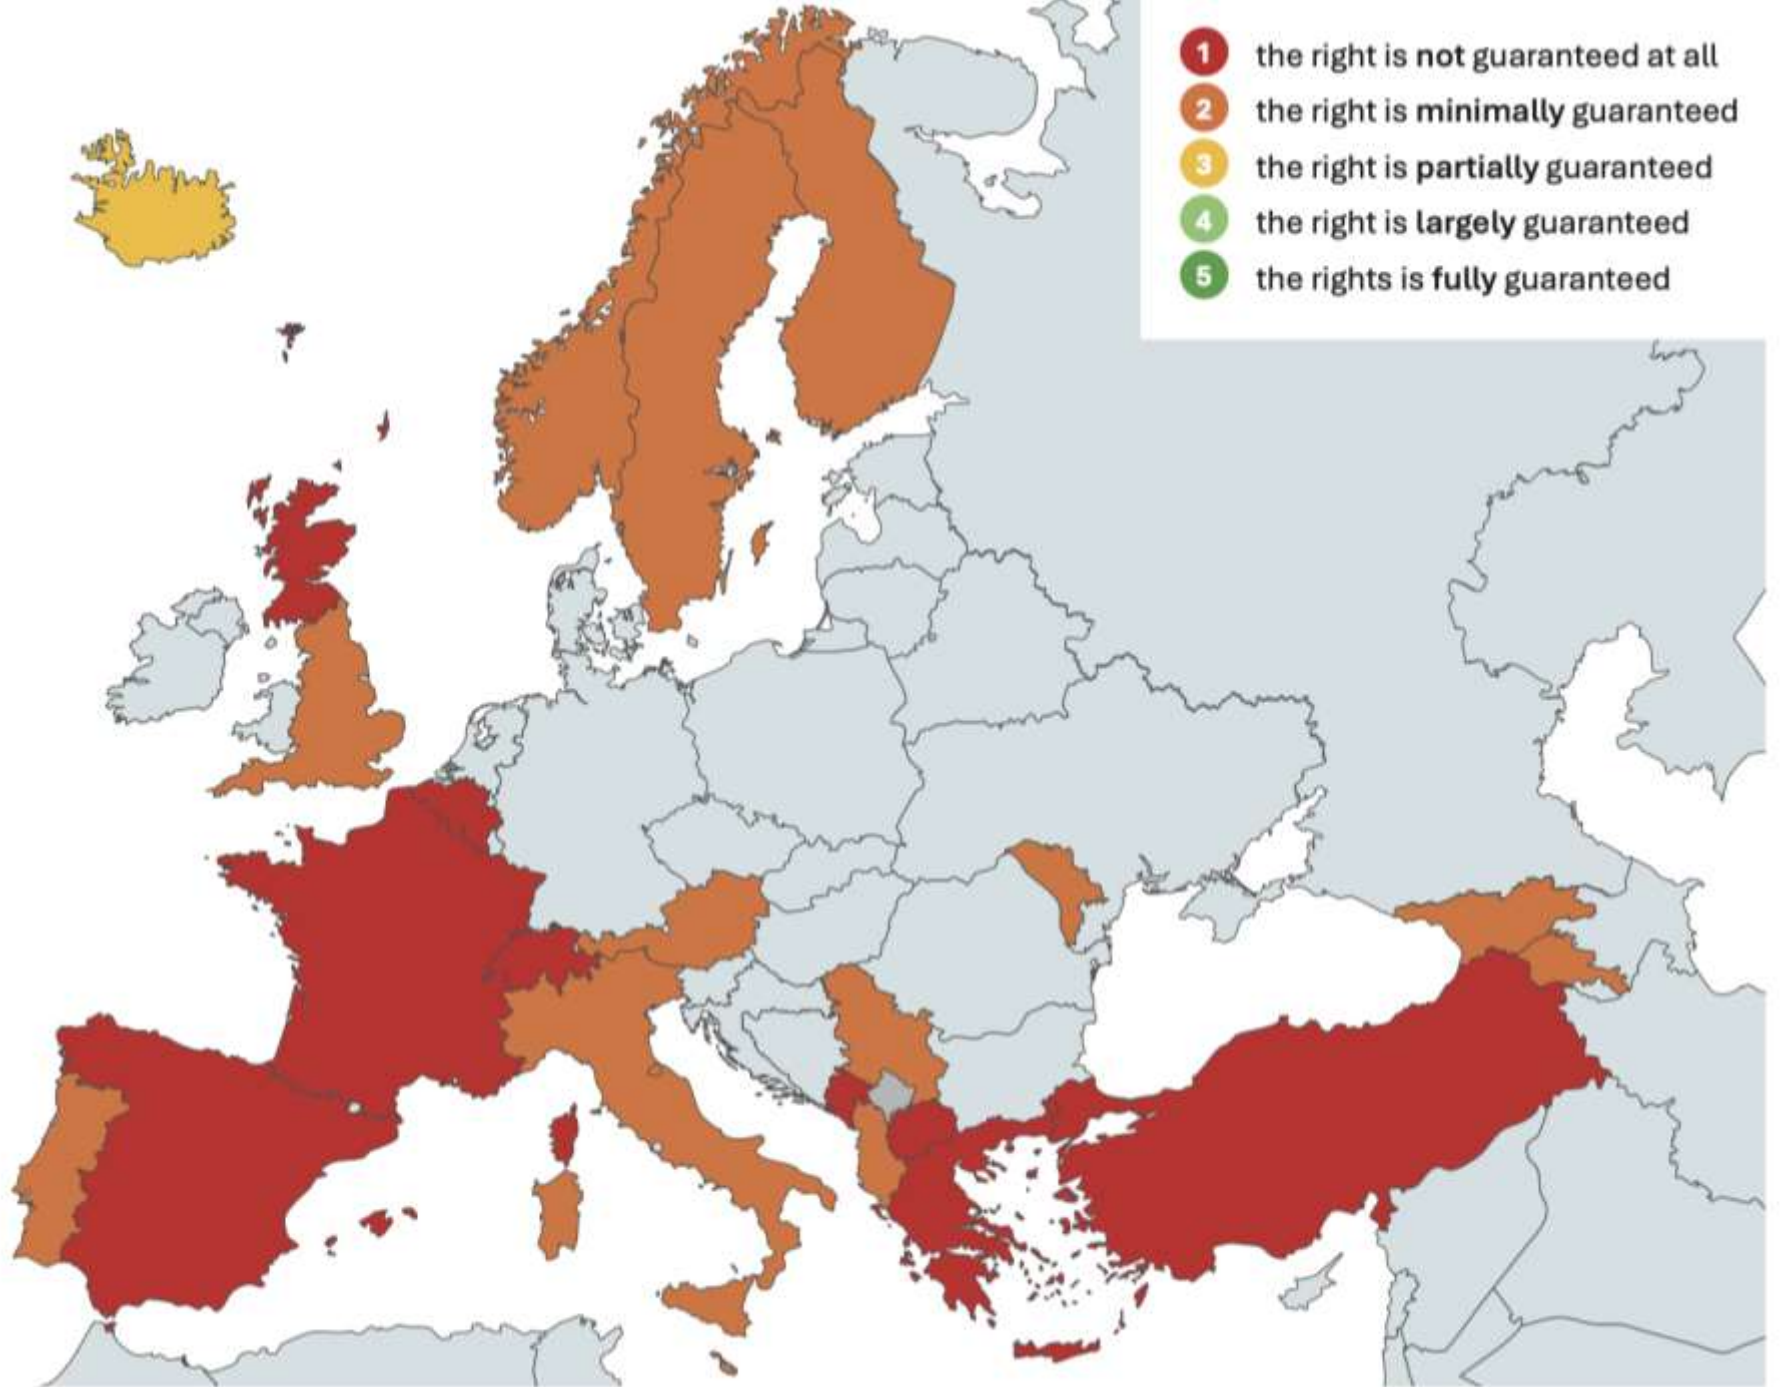 1 the right is not guaranteed at all
2 the right is minimally guaranteed
3 the right is partially guaranteed
4 the right is largely guaranteed
5 the rights is fully guaranteed